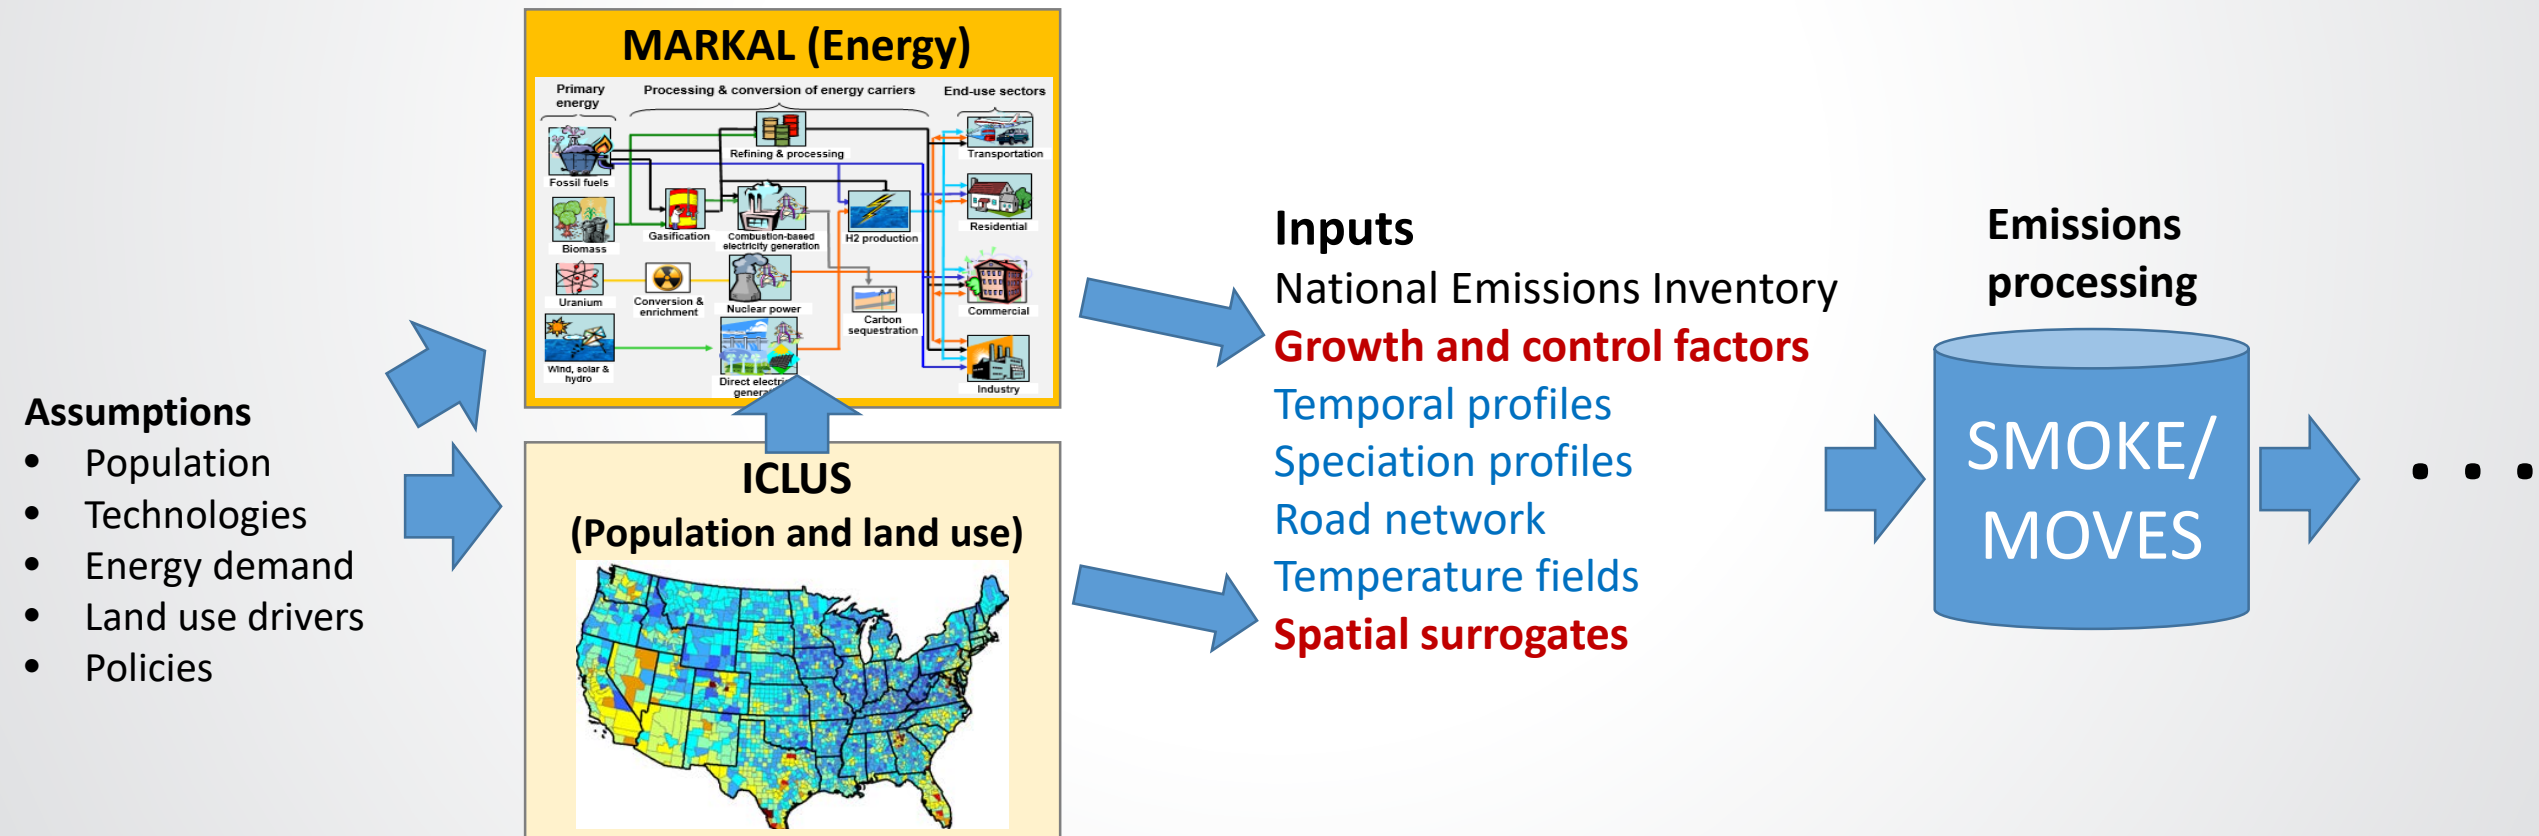 Assumptions
• Population
• Technologies
• Energy demand
• Land use drivers
• Policies
MARKAL (Energy)
Primary
energy
Processing & conversion of energy carriers
End-use sectors
Fossil fuels
Refining & processing
Transportation
Biomass
Gasification
Combustion-based
electricity generation
H2 production
Residential
Uranium
Conversion &
enrichment
Nuclear power
Carbon
sequestration
Commercial
Wind, solar &
hydro
Direct electri
genera
Industry
ICLUS
(Population and land use)
Inputs
National Emissions Inventory
Growth and control factors
Temporal profiles
Speciation profiles
Road network
Temperature fields
Spatial surrogates
Emissions
processing
SMOKE/
MOVES
. . .